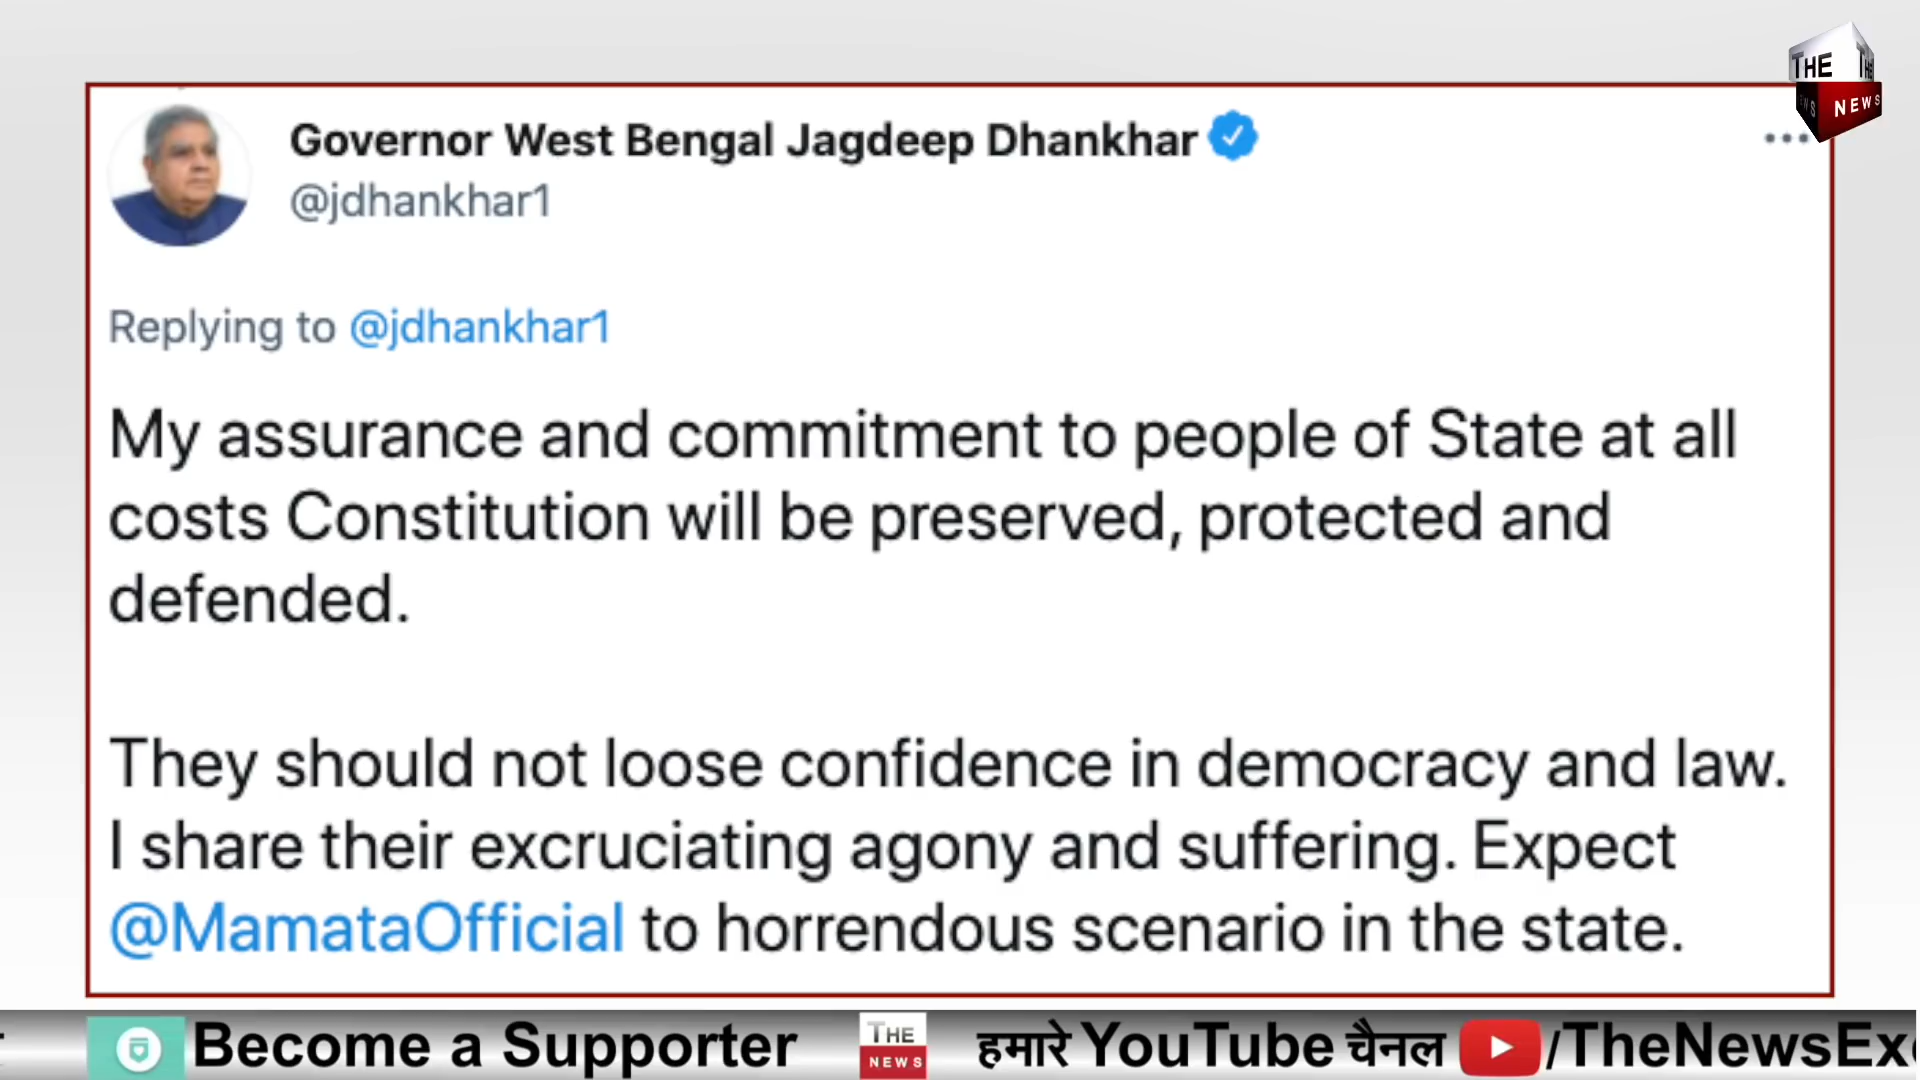 THE
NEWS
Governor West Bengal Jagdeep Dhankhar
@jdhankhar1
Replying to @jdhankhar1
My assurance and commitment to people of State at all
costs Constitution will be preserved, protected and
defended.
They should not loose confidence in democracy and law.
I share their excruciating agony and suffering. Expect
@MamataOfficial to horrendous scenario in the state.
Become a Supporter THE NEWS हमारे YouTube चैनल /TheNewsEx